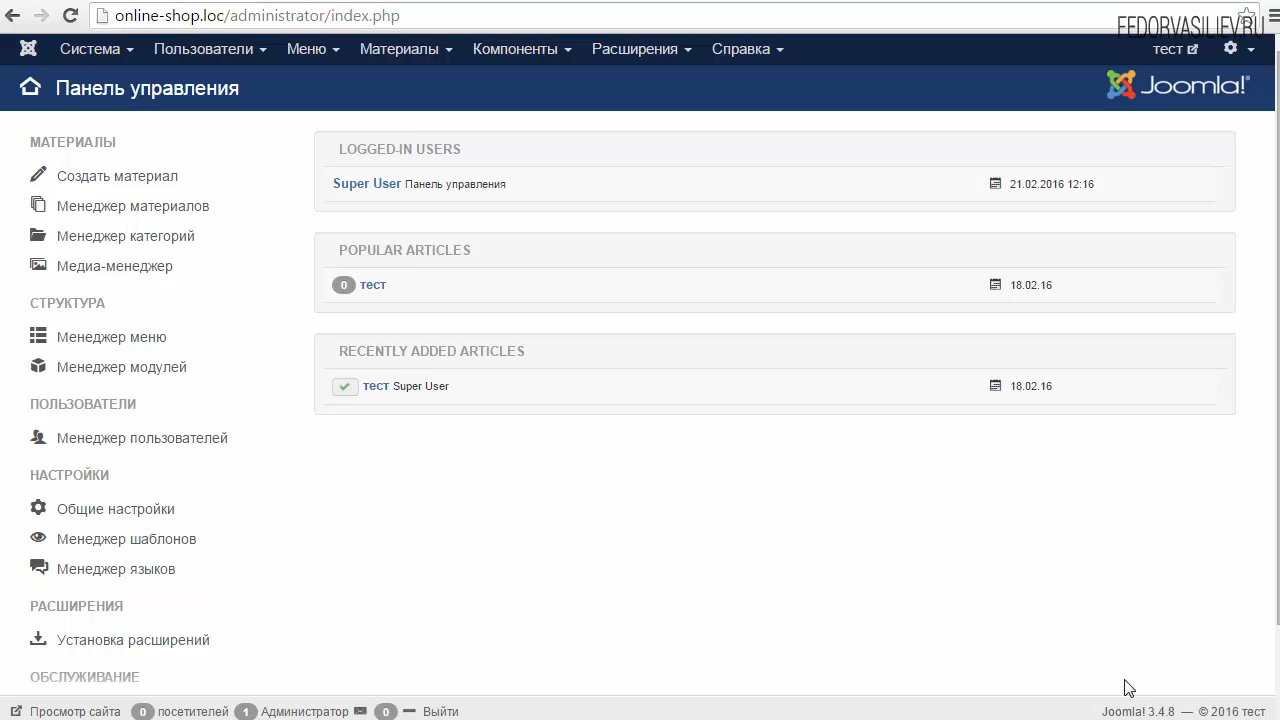 online-shop.loc/administrator/index.php
FEDORVASILIEV.RU
Система Пользователи Меню Материалы Компоненты Расширения Справка тест
Панель управления Joomla!®
МАТЕРИАЛЫ
Создать материал
Менеджер материалов
Менеджер категорий
Медиа-менеджер
СТРУКТУРА
Менеджер меню
Менеджер модулей
ПОЛЬЗОВАТЕЛИ
Менеджер пользователей
НАСТРОЙКИ
Общие настройки
Менеджер шаблонов
Менеджер языков
РАСШИРЕНИЯ
Установка расширений
ОБСЛУЖИВАНИЕ
LOGGED-IN USERS
Super User Панель управления 21.02.2016 12:16
POPULAR ARTICLES
0 тест 18.02.16
RECENTLY ADDED ARTICLES
тест Super User 18.02.16
Просмотр сайта 0 посетителей 1 Администратор 0 Выйти Joomla! 3.4.8 — © 2016 тест